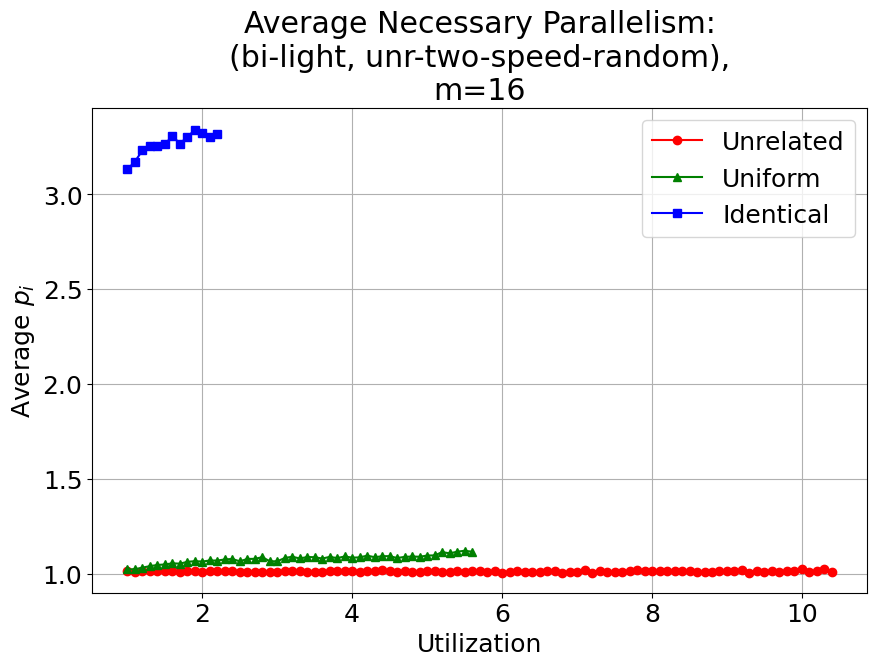 Average Necessary Parallelism:
(bi-light, unr-two-speed-random),
m=16
Unrelated
Uniform
Identical
Average pᵢ
3.0
2.5
2.0
1.5
1.0
2
4
6
8
10
Utilization